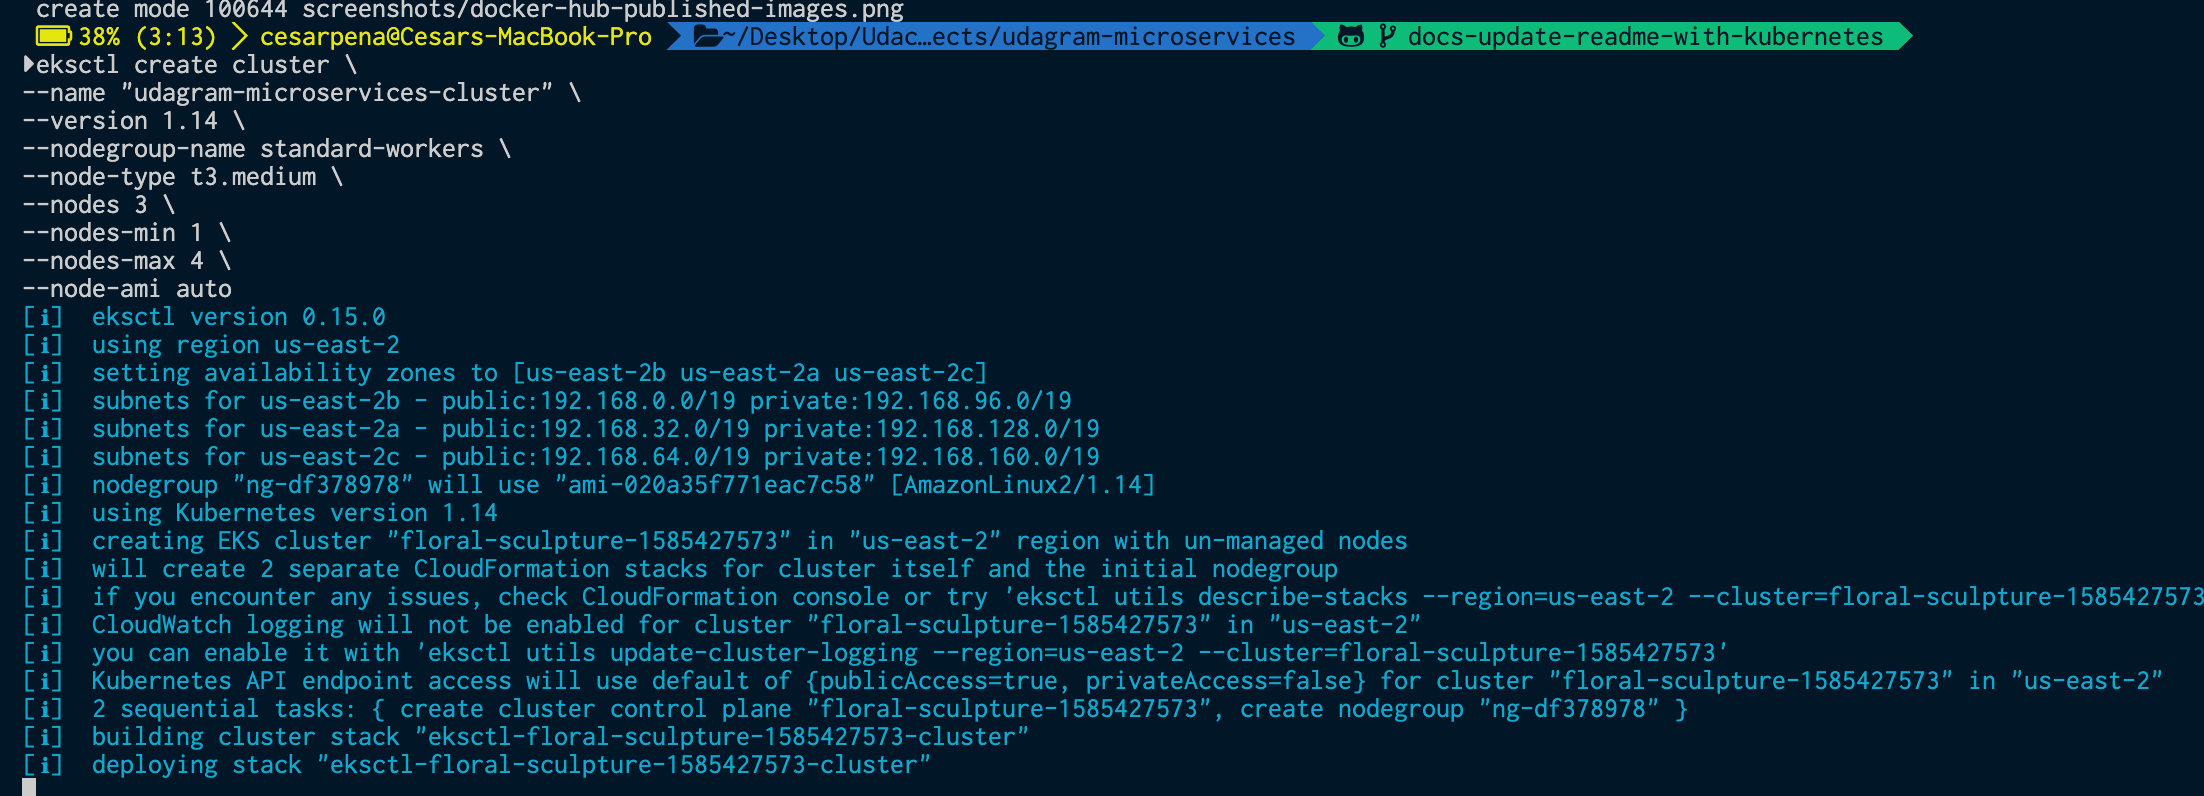 create mode 100644 screenshots/docker-hub-published-images.png
38% (3:13) cesarpena@Cesars-MacBook-Pro ~/Desktop/Udac…ects/udagram-microservices docs-update-readme-with-kubernetes
eksctl create cluster \
--name "udagram-microservices-cluster" \
--version 1.14 \
--nodegroup-name standard-workers \
--node-type t3.medium \
--nodes 3 \
--nodes-min 1 \
--nodes-max 4 \
--node-ami auto
[ℹ]  eksctl version 0.15.0
[ℹ]  using region us-east-2
[ℹ]  setting availability zones to [us-east-2b us-east-2a us-east-2c]
[ℹ]  subnets for us-east-2b - public:192.168.0.0/19 private:192.168.96.0/19
[ℹ]  subnets for us-east-2a - public:192.168.32.0/19 private:192.168.128.0/19
[ℹ]  subnets for us-east-2c - public:192.168.64.0/19 private:192.168.160.0/19
[ℹ]  nodegroup "ng-df378978" will use "ami-020a35f771eac7c58" [AmazonLinux2/1.14]
[ℹ]  using Kubernetes version 1.14
[ℹ]  creating EKS cluster "floral-sculpture-1585427573" in "us-east-2" region with un-managed nodes
[ℹ]  will create 2 separate CloudFormation stacks for cluster itself and the initial nodegroup
[ℹ]  if you encounter any issues, check CloudFormation console or try 'eksctl utils describe-stacks --region=us-east-2 --cluster=floral-sculpture-1585427573
[ℹ]  CloudWatch logging will not be enabled for cluster "floral-sculpture-1585427573" in "us-east-2"
[ℹ]  you can enable it with 'eksctl utils update-cluster-logging --region=us-east-2 --cluster=floral-sculpture-1585427573'
[ℹ]  Kubernetes API endpoint access will use default of {publicAccess=true, privateAccess=false} for cluster "floral-sculpture-1585427573" in "us-east-2"
[ℹ]  2 sequential tasks: { create cluster control plane "floral-sculpture-1585427573", create nodegroup "ng-df378978" }
[ℹ]  building cluster stack "eksctl-floral-sculpture-1585427573-cluster"
[ℹ]  deploying stack "eksctl-floral-sculpture-1585427573-cluster"